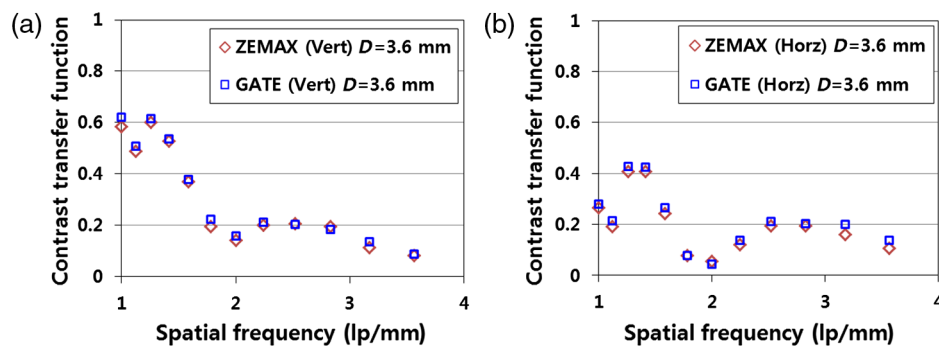 (a)
Contrast transfer function
1
0.8
0.6
0.4
0.2
0
ZEMAX (Vert) D=3.6 mm
GATE (Vert) D=3.6 mm
1 2 3 4
Spatial frequency (lp/mm)
(b)
Contrast transfer function
1
0.8
0.6
0.4
0.2
0
ZEMAX (Horz) D=3.6 mm
GATE (Horz) D=3.6 mm
1 2 3 4
Spatial frequency (lp/mm)